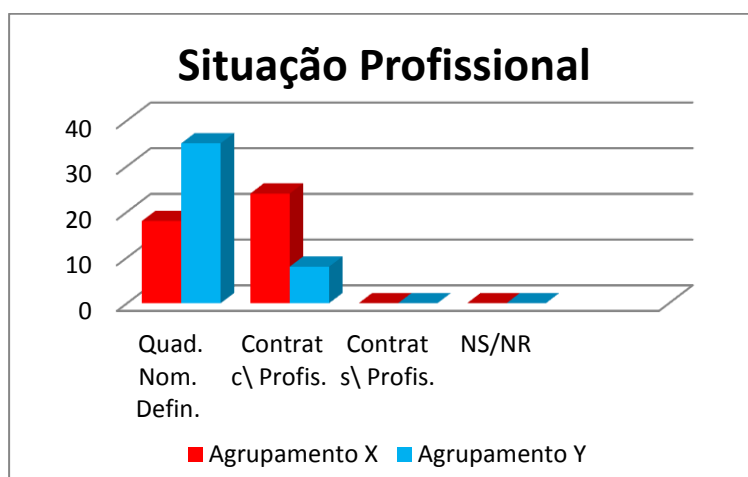 Situação Profissional
40
30
20
10
0
Quad.
Nom.
Defin.
Contrat
c\ Profis.
Contrat
s\ Profis.
NS/NR
Agrupamento X
Agrupamento Y